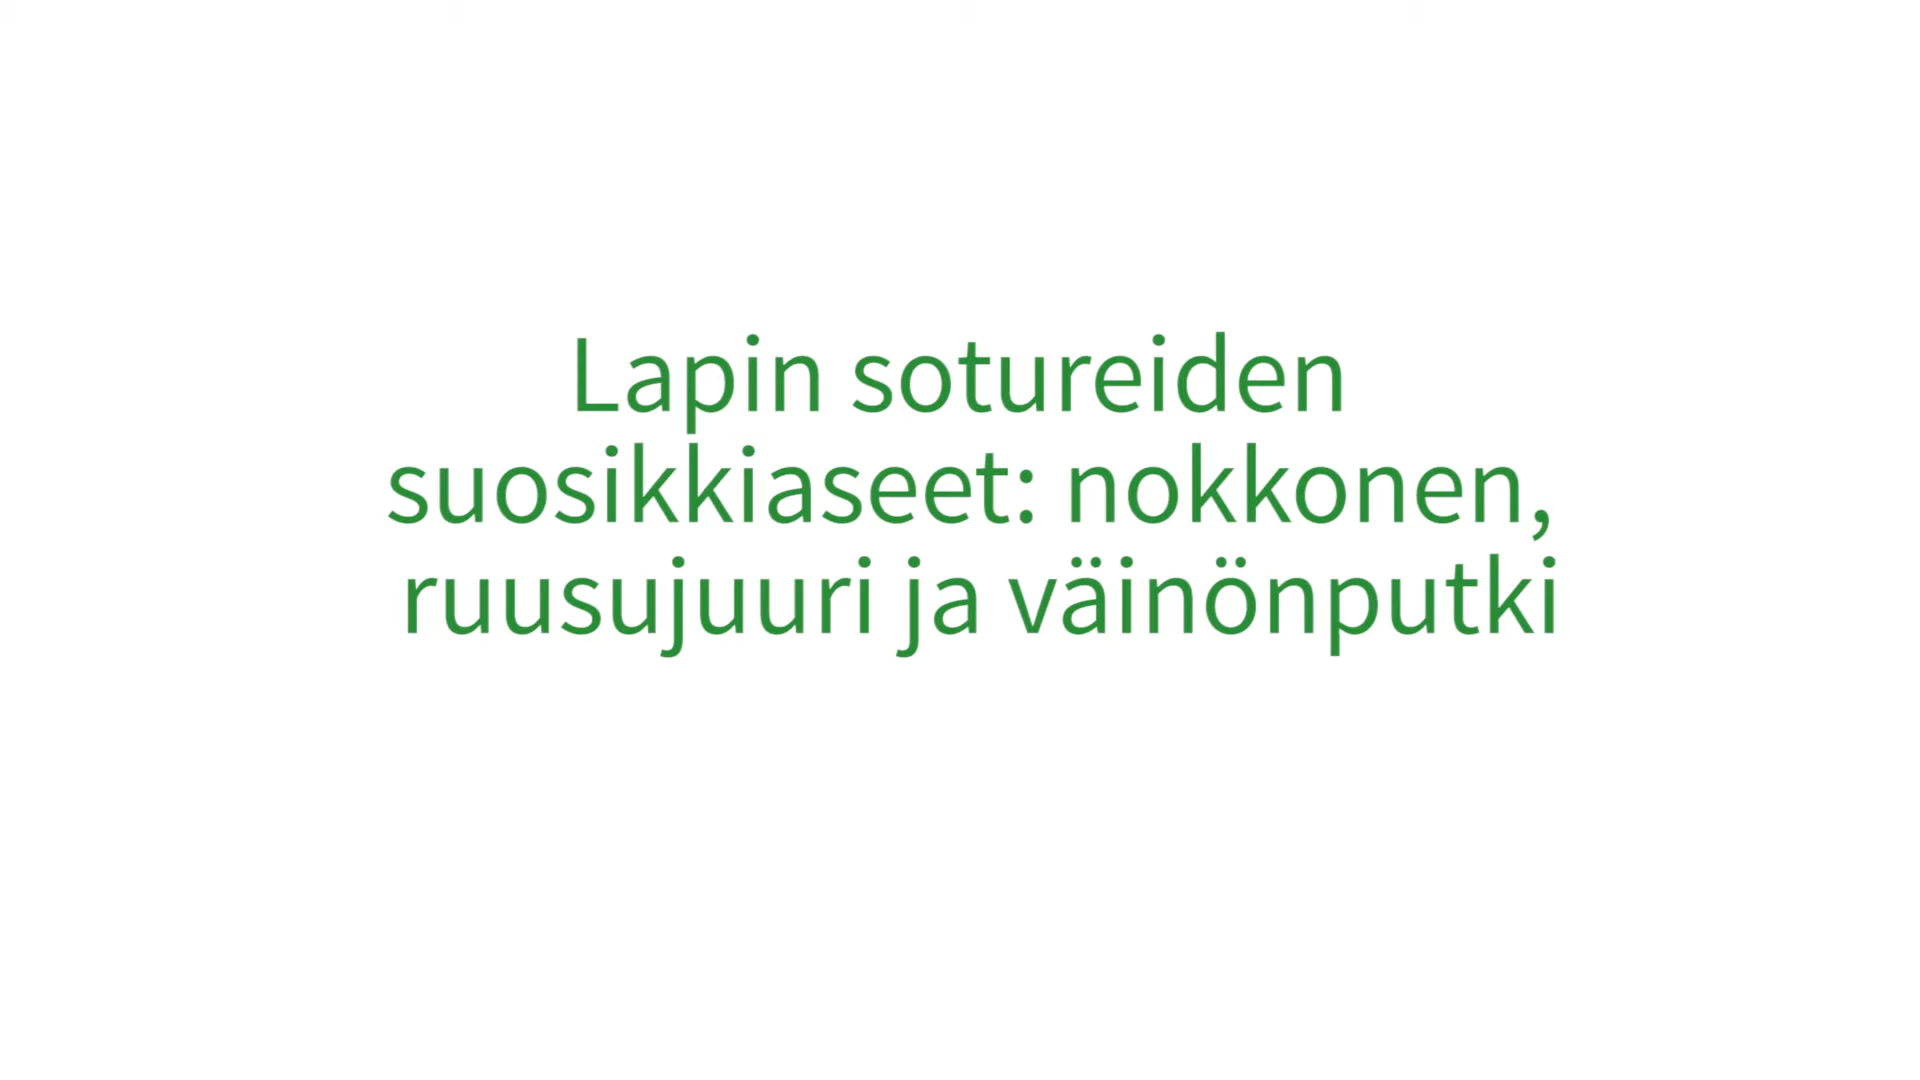 Lapin sotureiden
suosikkiaseet: nokkonen,
ruusujuuri ja väinönputki